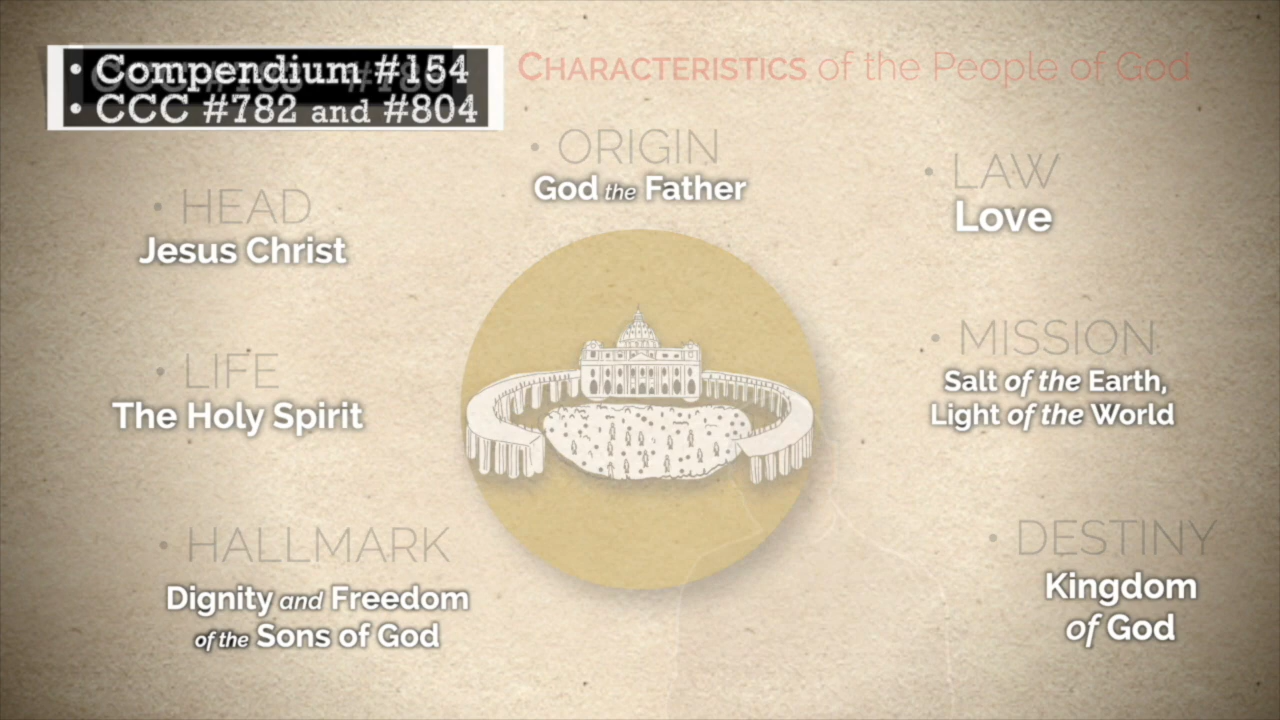 • Compendium #154
• CCC #782 and #804
CHARACTERISTICS of the People of God
• ORIGIN
God the Father
• LAW
Love
• HEAD
Jesus Christ
• MISSION
Salt of the Earth,
Light of the World
• LIFE
The Holy Spirit
• HALLMARK
Dignity and Freedom
of the Sons of God
• DESTINY
Kingdom
of God